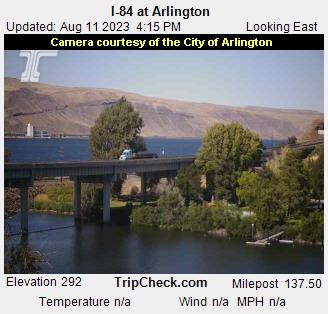 I-84 at Arlington
Updated: Aug 11 2023 4:15 PM Looking East
Camera courtesy of the City of Arlington
Elevation 292 TripCheck.com Milepost 137.50
Temperature n/a Wind n/a MPH n/a